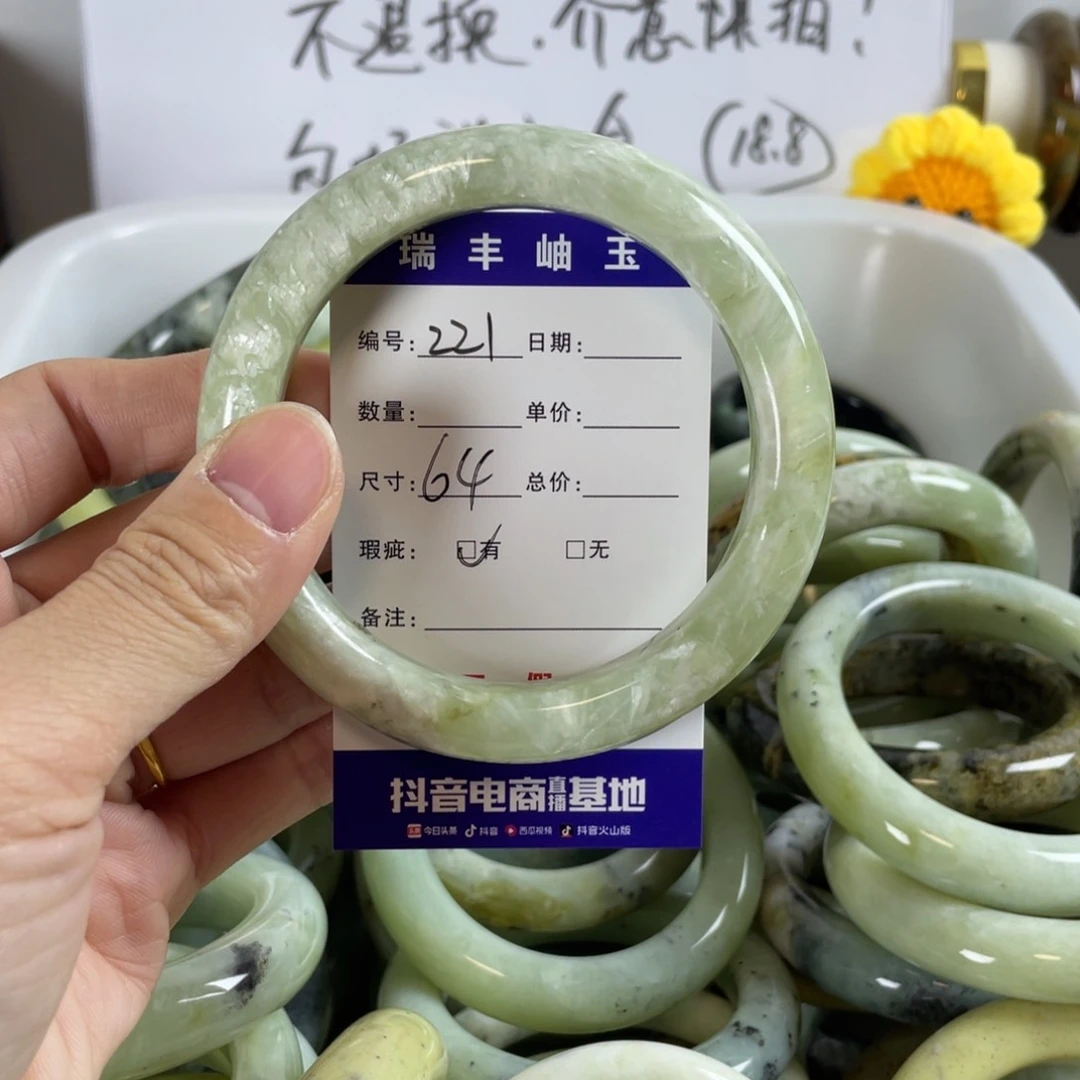 不退换.介意慎拍!
(18.8)
瑞丰岫玉
编号: 221 日期:
数量: 单价:
尺寸: 64 总价:
瑕疵: 有 无
备注:
抖音电商直播基地
今日头条 抖音 西瓜视频 抖音火山版